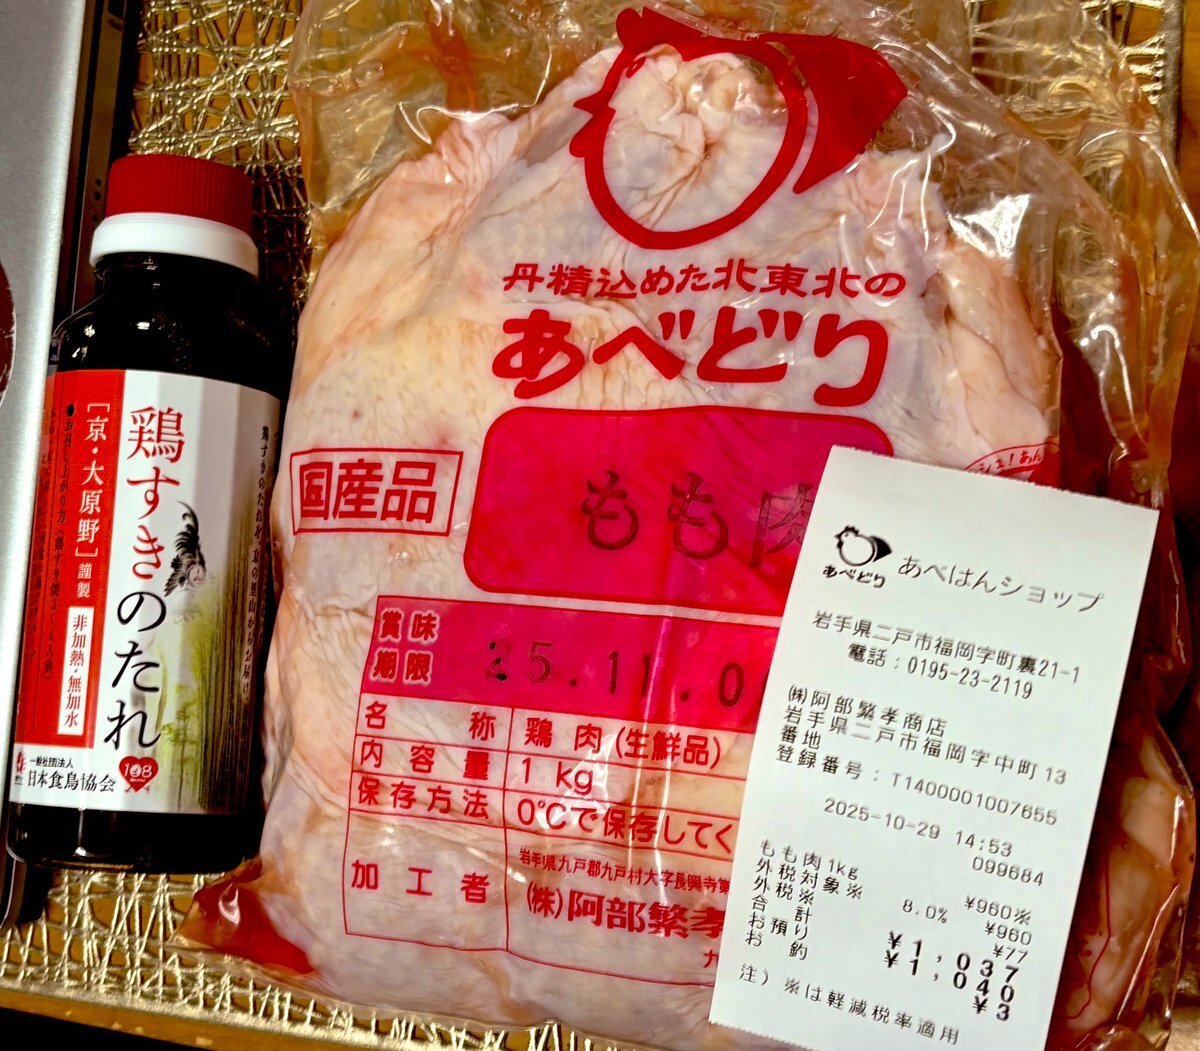 [京・大原野]謹製
鶏すきのたれ
非加熱・無加水
一般社団法人
日本食鳥協会
108
丹精込めた北東北の
あべどり
国産品
もも肉
賞味期限
25.11.0
名称 鶏肉(生鮮品)
内容量 1kg
保存方法 0℃で保存してく
加工者 岩手県九戸郡九戸村大字長興寺第
(株)阿部繁孝
あべどり
あべはんショップ
岩手県二戸市福岡字町裏21-1
電話:0195-23-2119
㈱阿部繁孝商店
岩手県二戸市福岡字中町13
番地
登録番号:T1400001007655
2025-10-29 14:53
099684
もも肉1kg ¥960※
外税対象※ ¥960
外税※ 8.0% ¥77
合計 ¥1,037
お預り ¥1,040
お釣 ¥3
注)※は軽減税率適用